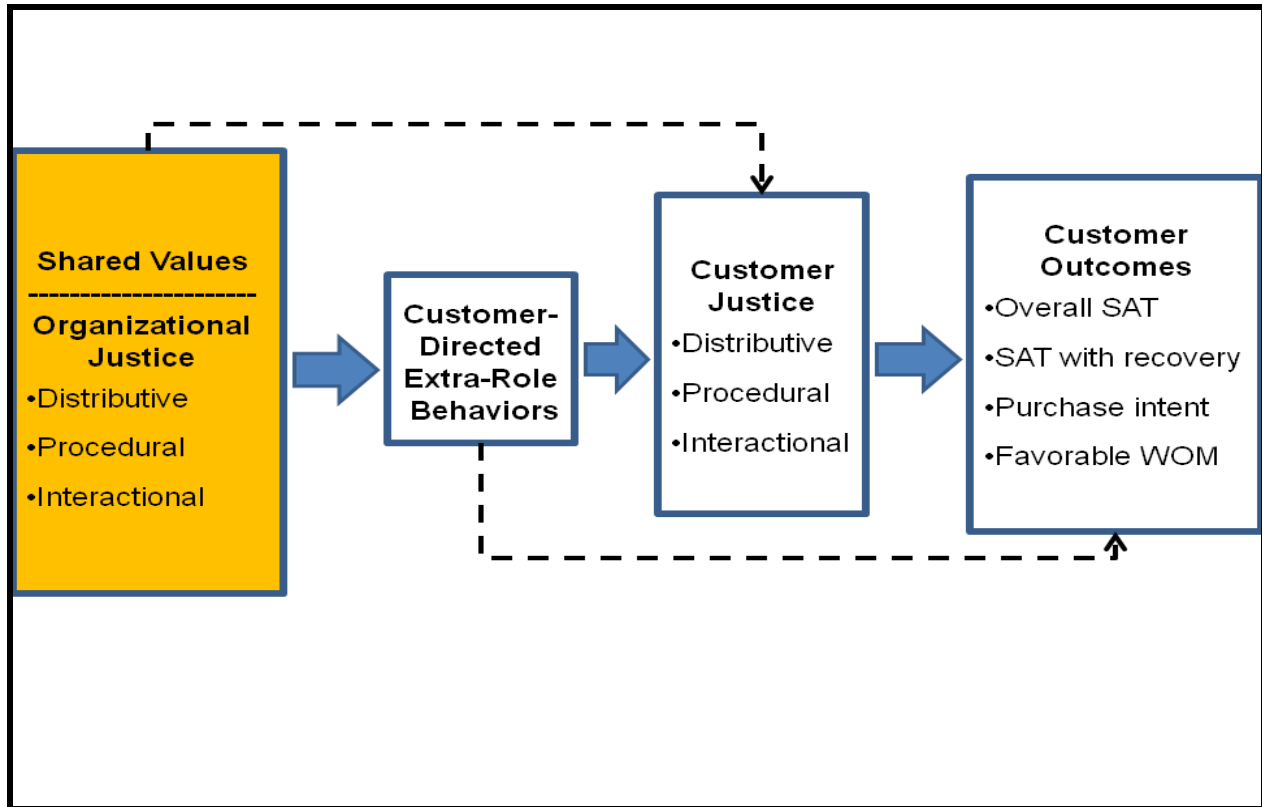 Shared Values
----------------------
Organizational
Justice
•Distributive
•Procedural
•Interactional
Customer-
Directed
Extra-Role
Behaviors
Customer
Justice
•Distributive
•Procedural
•Interactional
Customer
Outcomes
•Overall SAT
•SAT with recovery
•Purchase intent
•Favorable WOM